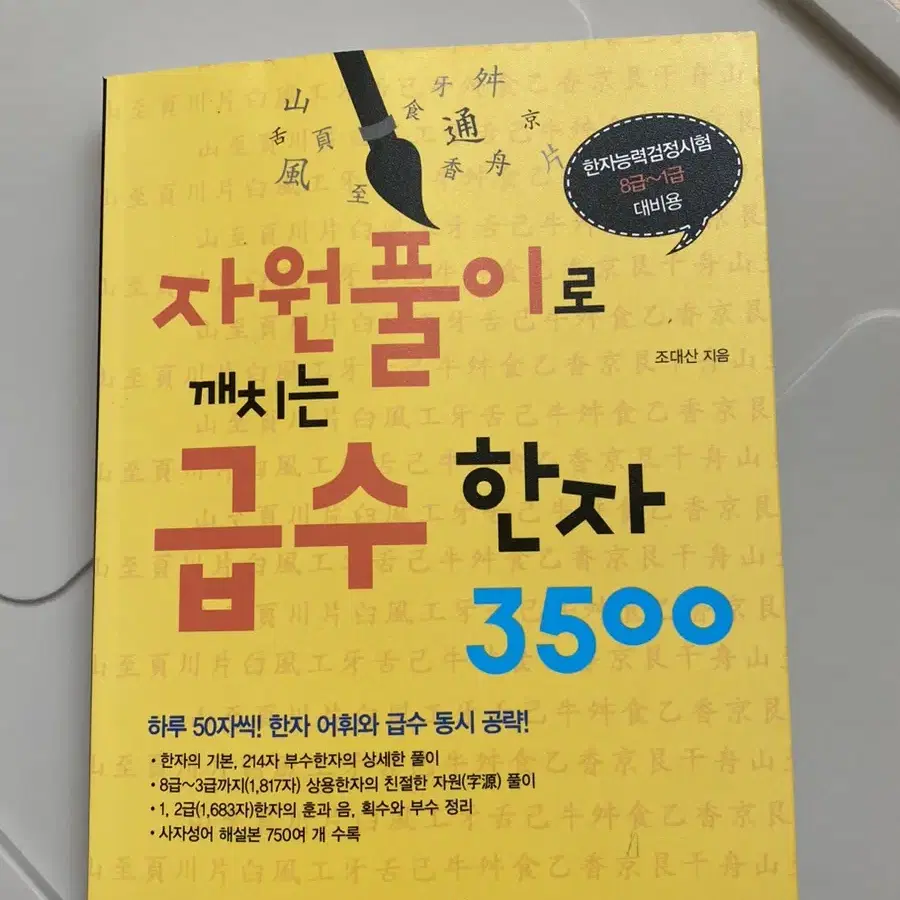 山 食 牙 舛
舌 頁 通 京
風 至 香 舟 片
한자능력검정시험
8급~1급
대비용
자원풀이로
조대산 지음
깨치는
급수 한자
3500
하루 50자씩! 한자 어휘와 급수 동시 공략!
• 한자의 기본, 214자 부수한자의 상세한 풀이
• 8급~3급까지(1,817자) 상용한자의 친절한 자원(字源) 풀이
• 1, 2급(1,683자)한자의 훈과 음, 획수와 부수 정리
• 사자성어 해설본 750여 개 수록